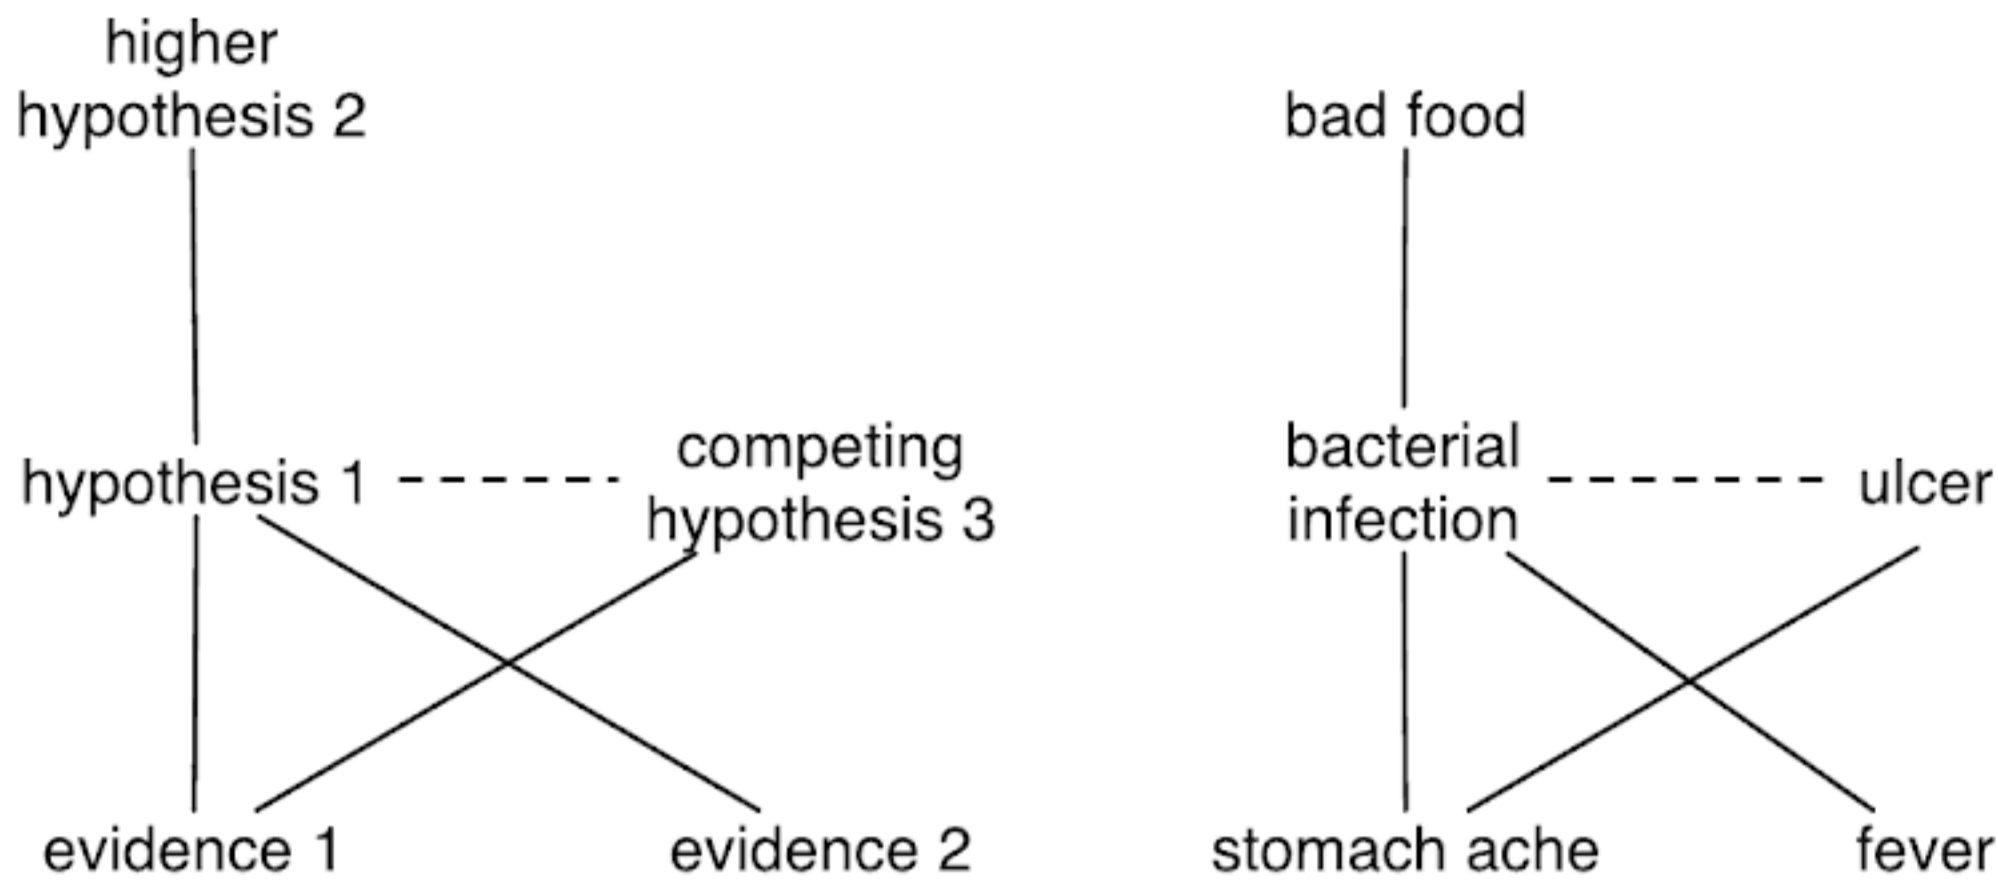 higher
hypothesis 2
hypothesis 1
competing
hypothesis 3
evidence 1
evidence 2
bad food
bacterial
infection
ulcer
stomach ache
fever